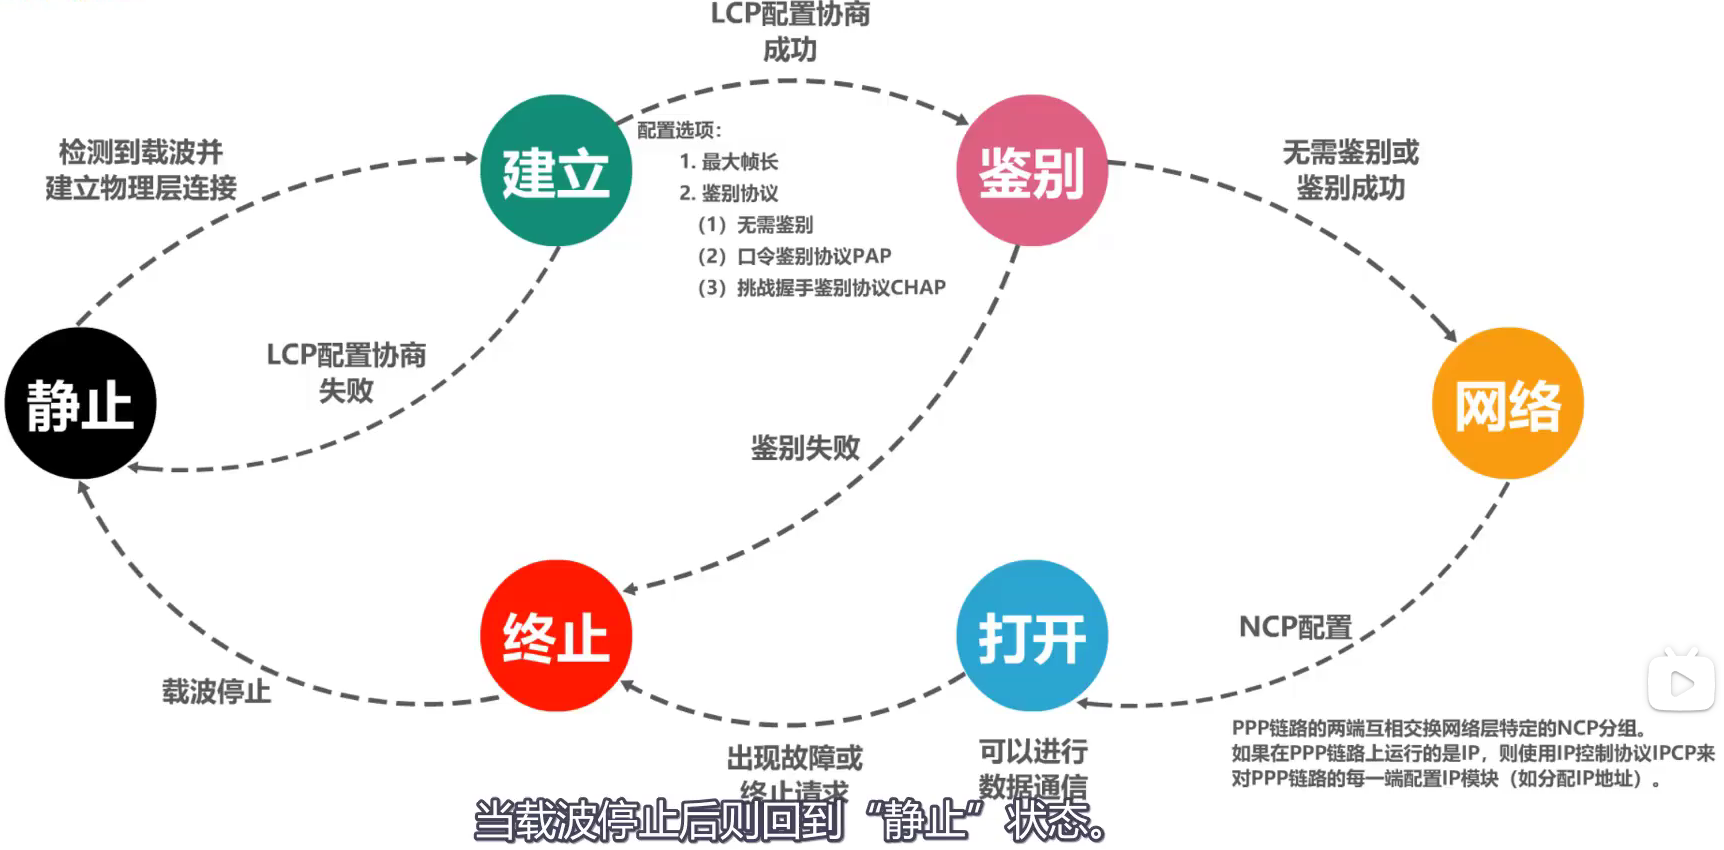 LCP配置协商
成功
检测到载波并
建立物理层连接
建立
配置选项：
1. 最大帧长
2. 鉴别协议
（1）无需鉴别
（2）口令鉴别协议PAP
（3）挑战握手鉴别协议CHAP
鉴别
无需鉴别或
鉴别成功
静止
LCP配置协商
失败
鉴别失败
网络
终止
打开
NCP配置
载波停止
出现故障或
终止请求
可以进行
数据通信
PPP链路的两端互相交换网络层特定的NCP分组。
如果在PPP链路上运行的是IP，则使用IP控制协议IPCP来
对PPP链路的每一端配置IP模块（如分配IP地址）。
当载波停止后则回到“静止”状态。